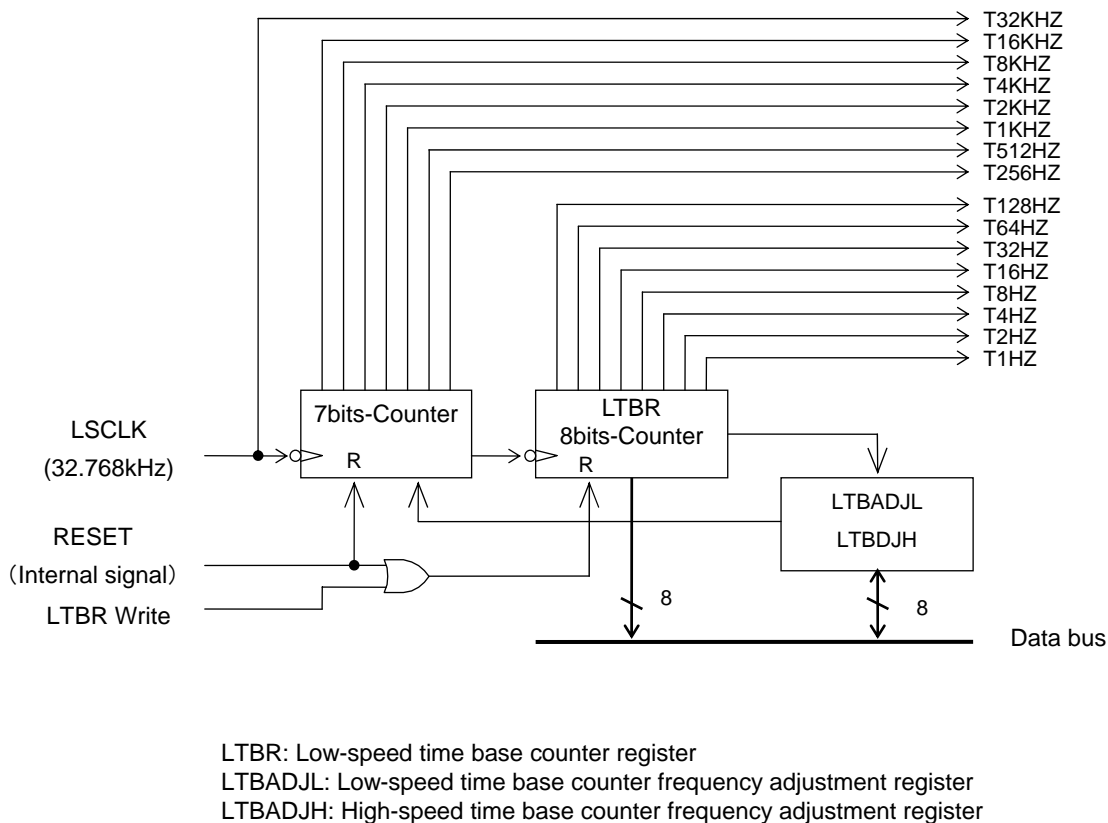 T32KHZ
T16KHZ
T8KHZ
T4KHZ
T2KHZ
T1KHZ
T512HZ
T256HZ
T128HZ
T64HZ
T32HZ
T16HZ
T8HZ
T4HZ
T2HZ
T1HZ
7bits-Counter
R
LTBR
8bits-Counter
R
LSCLK
(32.768kHz)
LTBADJL
LTBDJH
RESET
（Internal signal）
LTBR Write
8
8
Data bus
LTBR: Low-speed time base counter register
LTBADJL: Low-speed time base counter frequency adjustment register
LTBADJH: High-speed time base counter frequency adjustment register